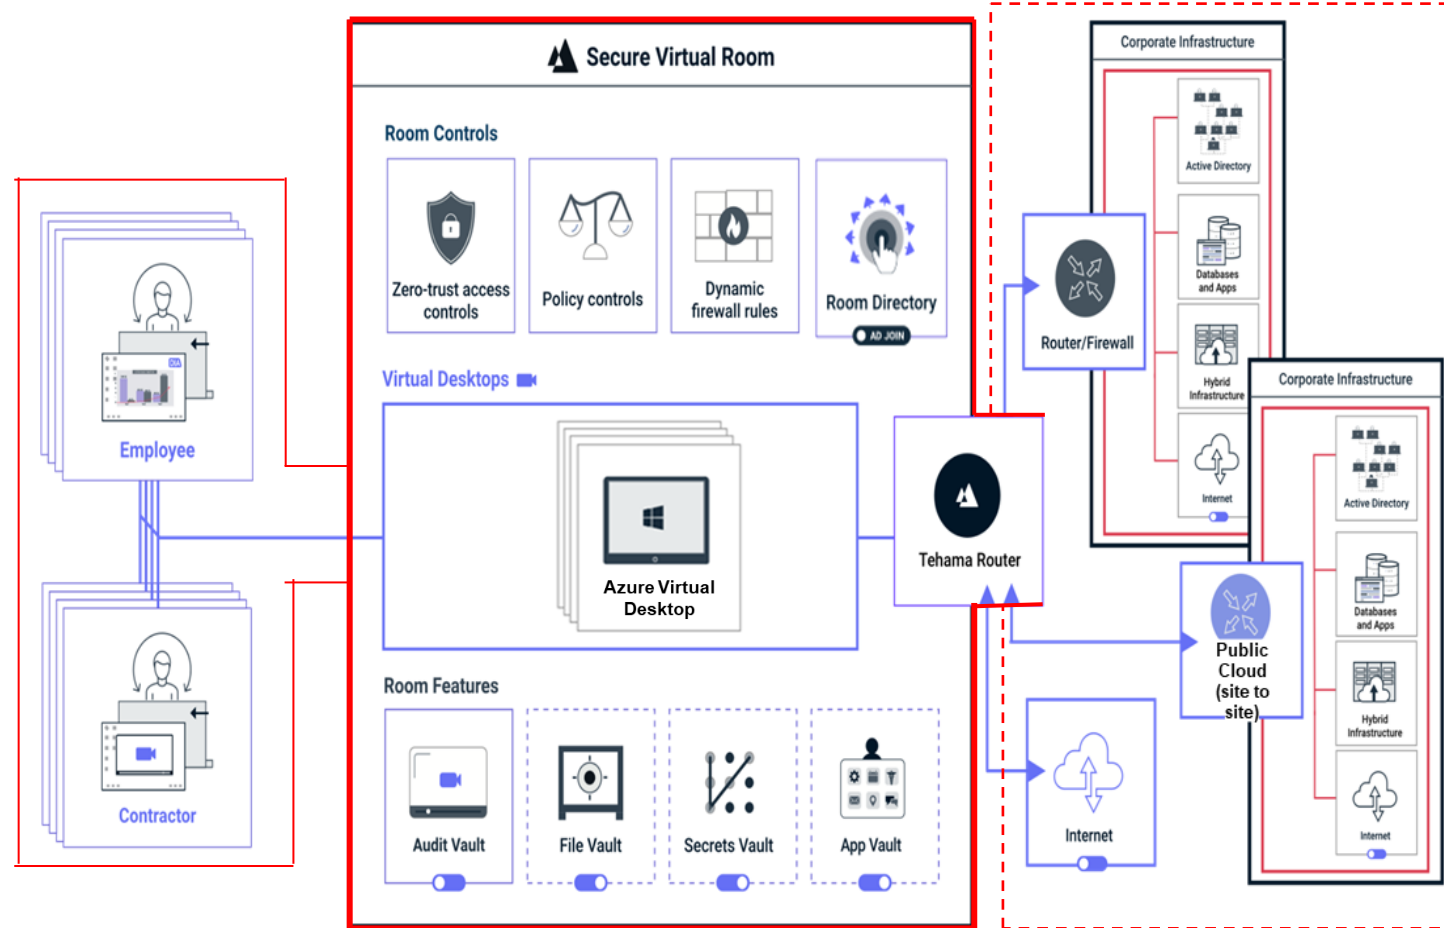 Secure Virtual Room
Room Controls
Zero-trust access
controls
Policy controls
Dynamic
firewall rules
Room Directory
AD JOIN
Virtual Desktops
Azure Virtual
Desktop
Room Features
Audit Vault
File Vault
Secrets Vault
App Vault
Employee
Contractor
Tehama Router
Router/Firewall
Public
Cloud
(site to
site)
Internet
Corporate Infrastructure
Active Directory
Databases
and Apps
Hybrid
Infrastructure
Internet
Corporate Infrastructure
Active Directory
Databases
and Apps
Hybrid
Infrastructure
Internet